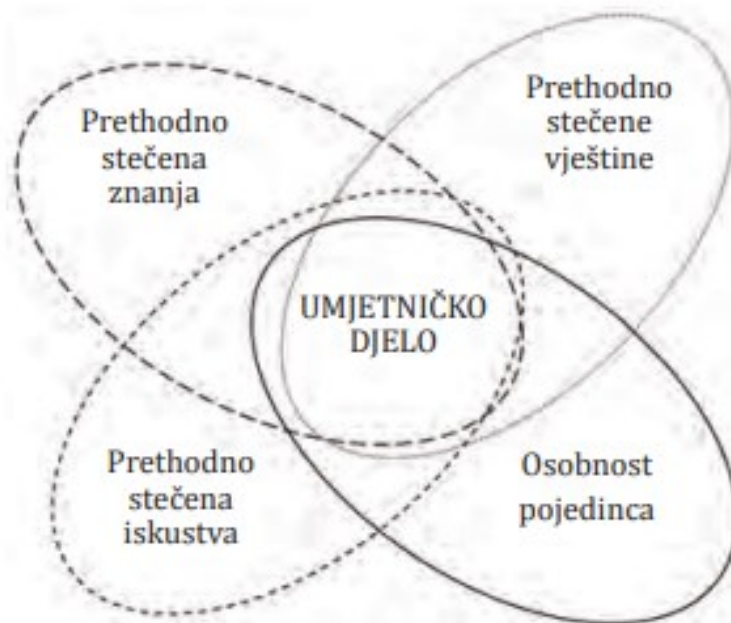 Prethodno
stečena
znanja
Prethodno
stečene
vještine
UMJETNIČKO
DJELO
Prethodno
stečena
iskustva
Osobnost
pojedinca